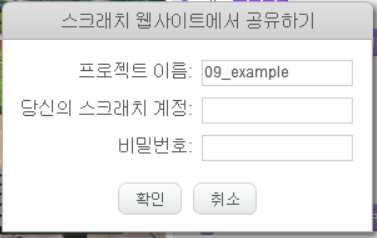 스크래치 웹사이트에서 공유하기
프로젝트 이름: 09_example
당신의 스크래치 계정:
비밀번호:
확인 취소